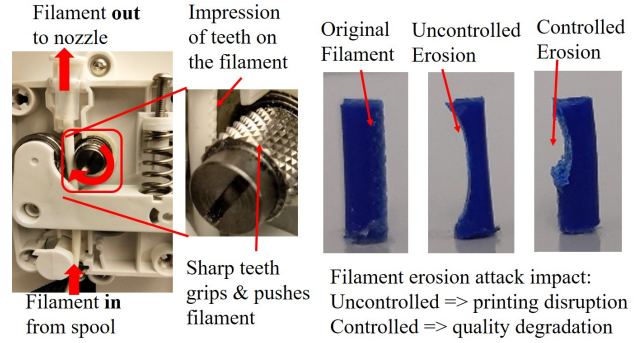 Filament out
to nozzle
Impression
of teeth on
the filament
Original
Filament
Uncontrolled
Erosion
Controlled
Erosion
Filament in
from spool
Sharp teeth
grips & pushes
filament
Filament erosion attack impact:
Uncontrolled => printing disruption
Controlled => quality degradation